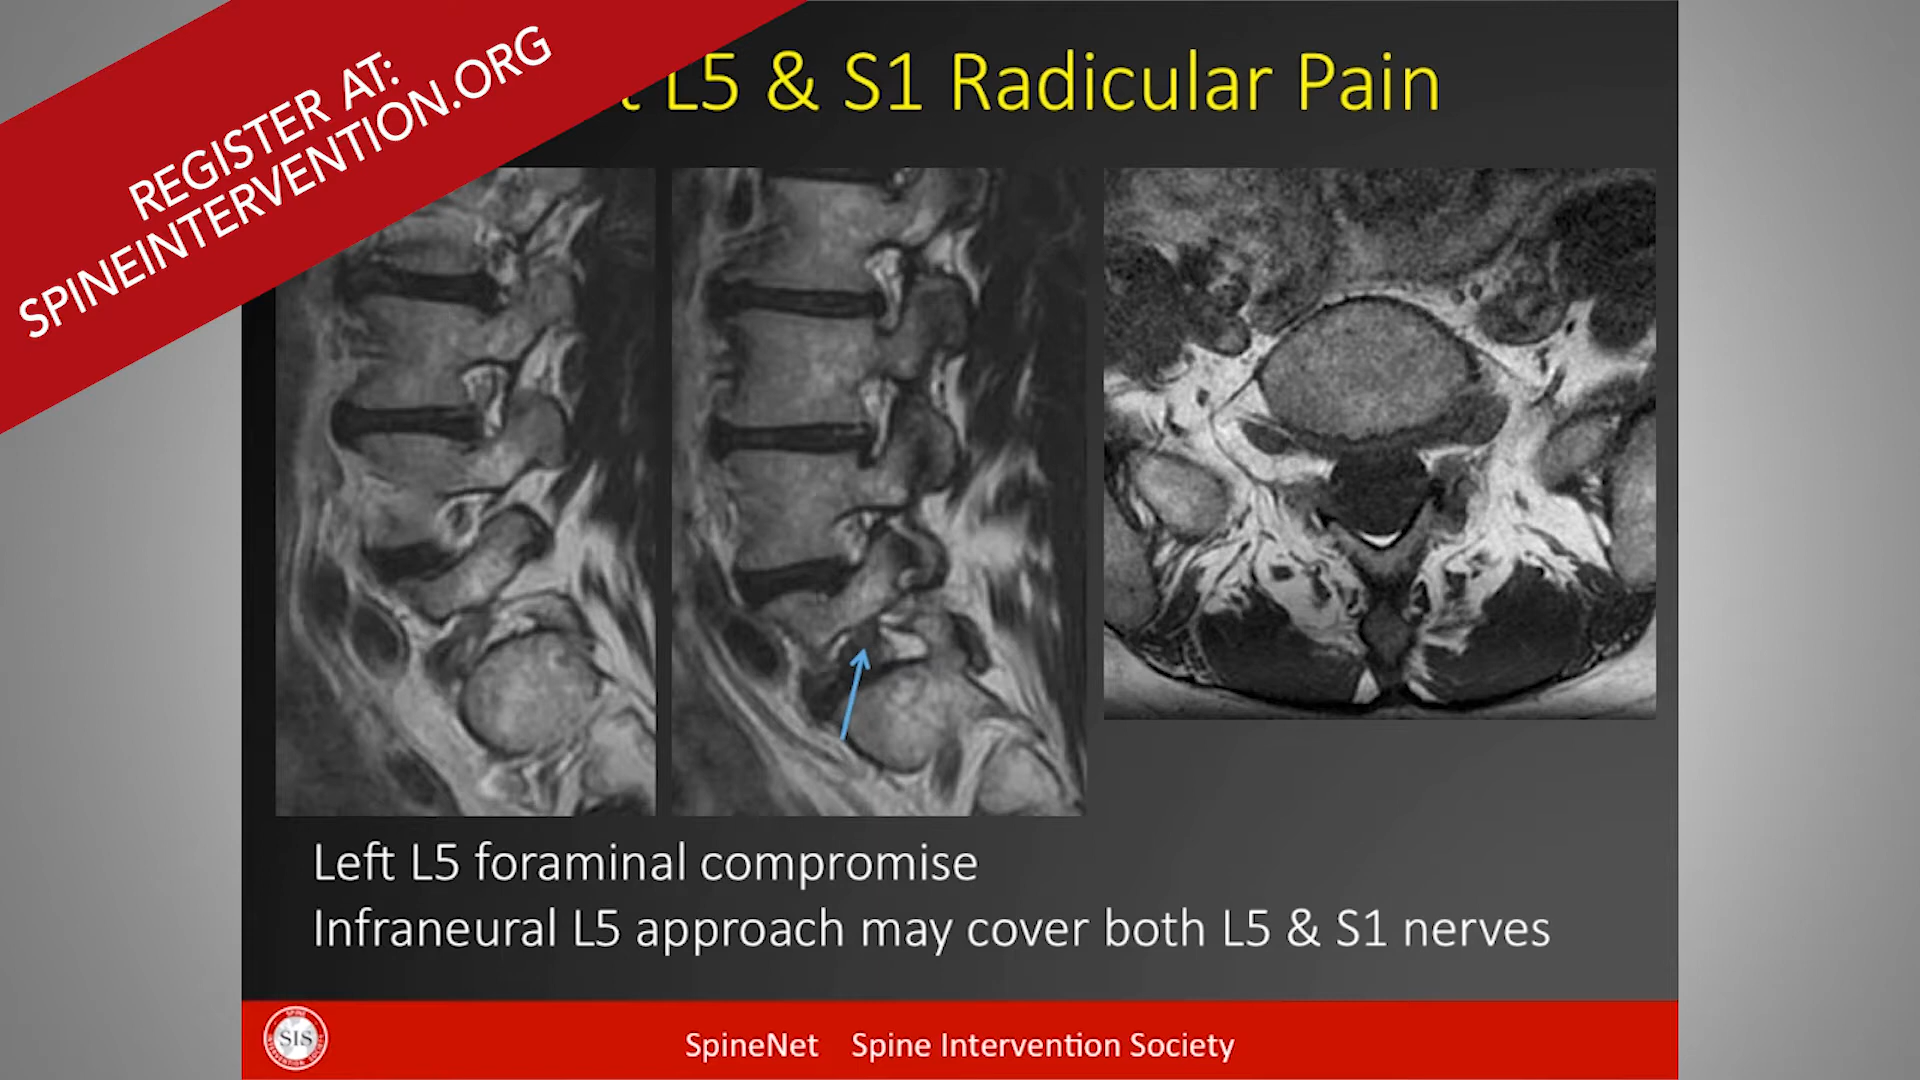 REGISTER AT:
SPINEINTERVENTION.ORG
L5 & S1 Radicular Pain
Left L5 foraminal compromise
Infraneural L5 approach may cover both L5 & S1 nerves
SIS
SpineNet Spine Intervention Society